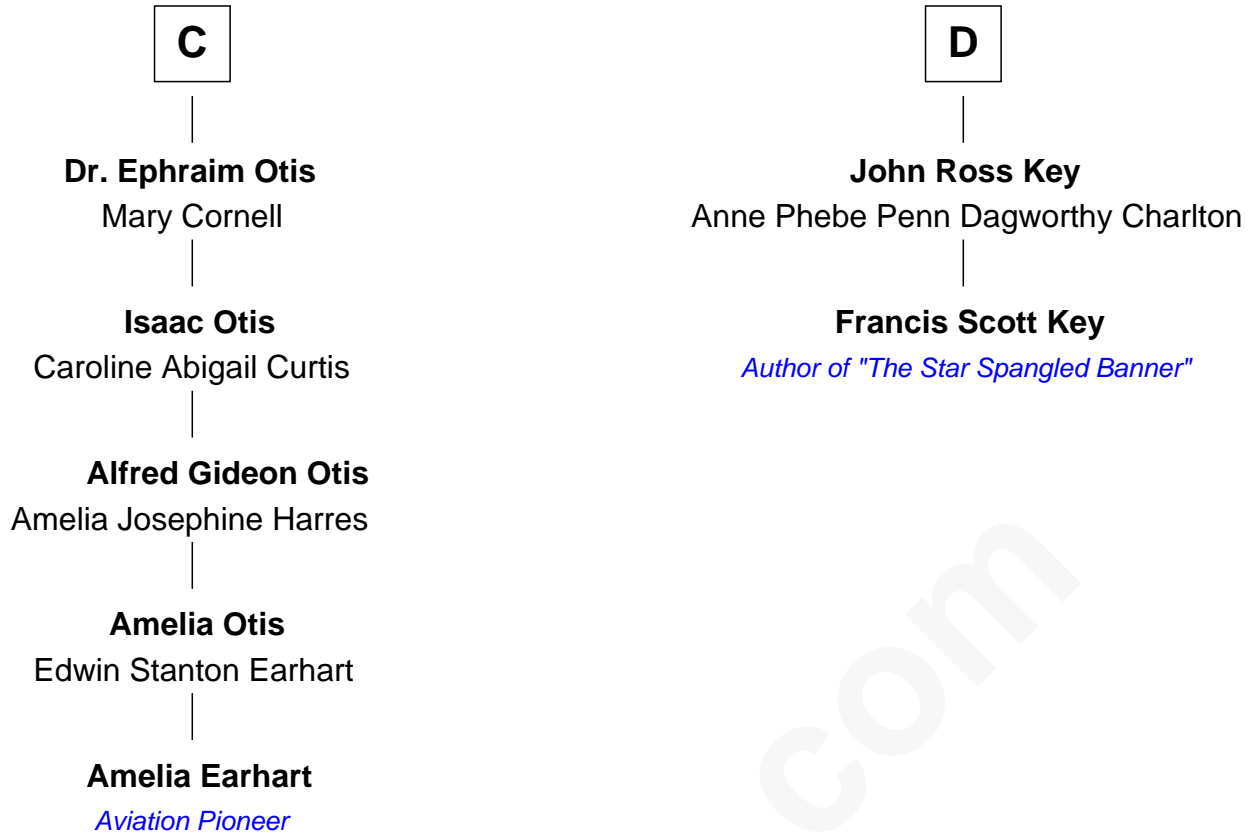 C
Dr. Ephraim Otis
Mary Cornell
Isaac Otis
Caroline Abigail Curtis
Alfred Gideon Otis
Amelia Josephine Harres
Amelia Otis
Edwin Stanton Earhart
Amelia Earhart
Aviation Pioneer
D
John Ross Key
Anne Phebe Penn Dagworthy Charlton
Francis Scott Key
Author of "The Star Spangled Banner"
com